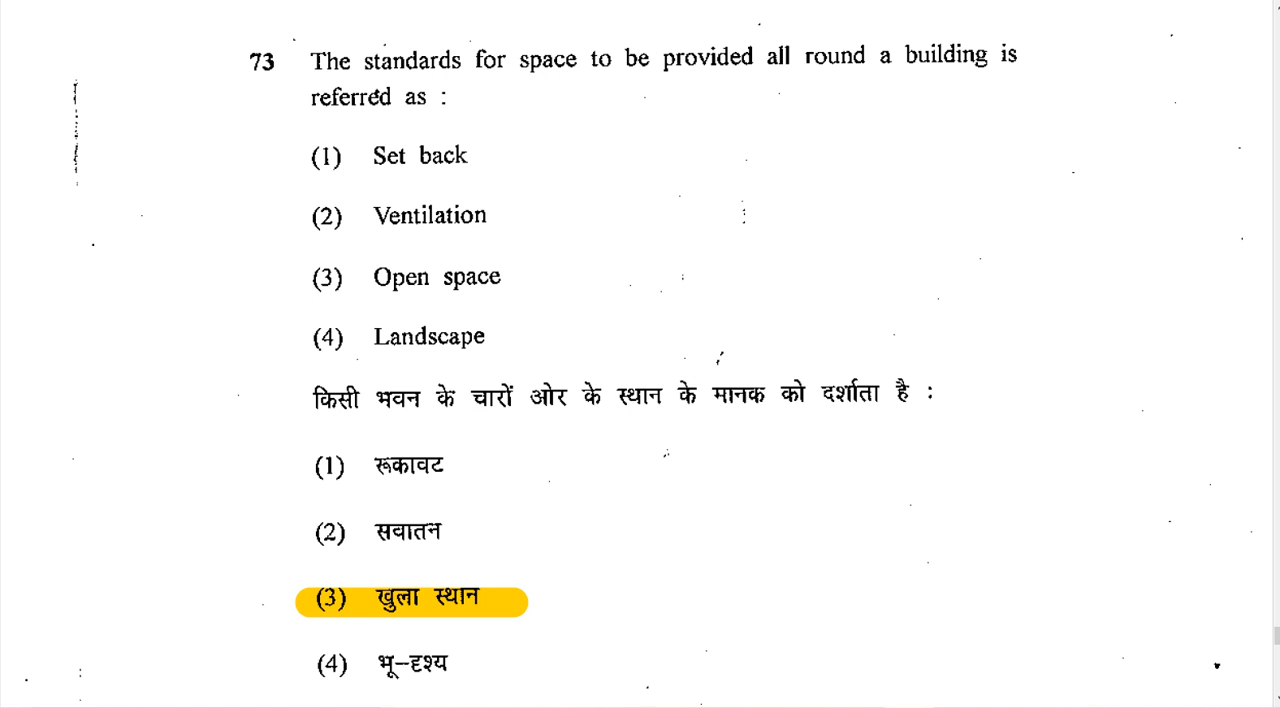 73 The standards for space to be provided all round a building is
referred as :
(1) Set back
(2) Ventilation
(3) Open space
(4) Landscape
किसी भवन के चारों ओर के स्थान के मानक को दर्शाता है :
(1) रूकावट
(2) सवातन
(3) खुला स्थान
(4) भू-दृश्य